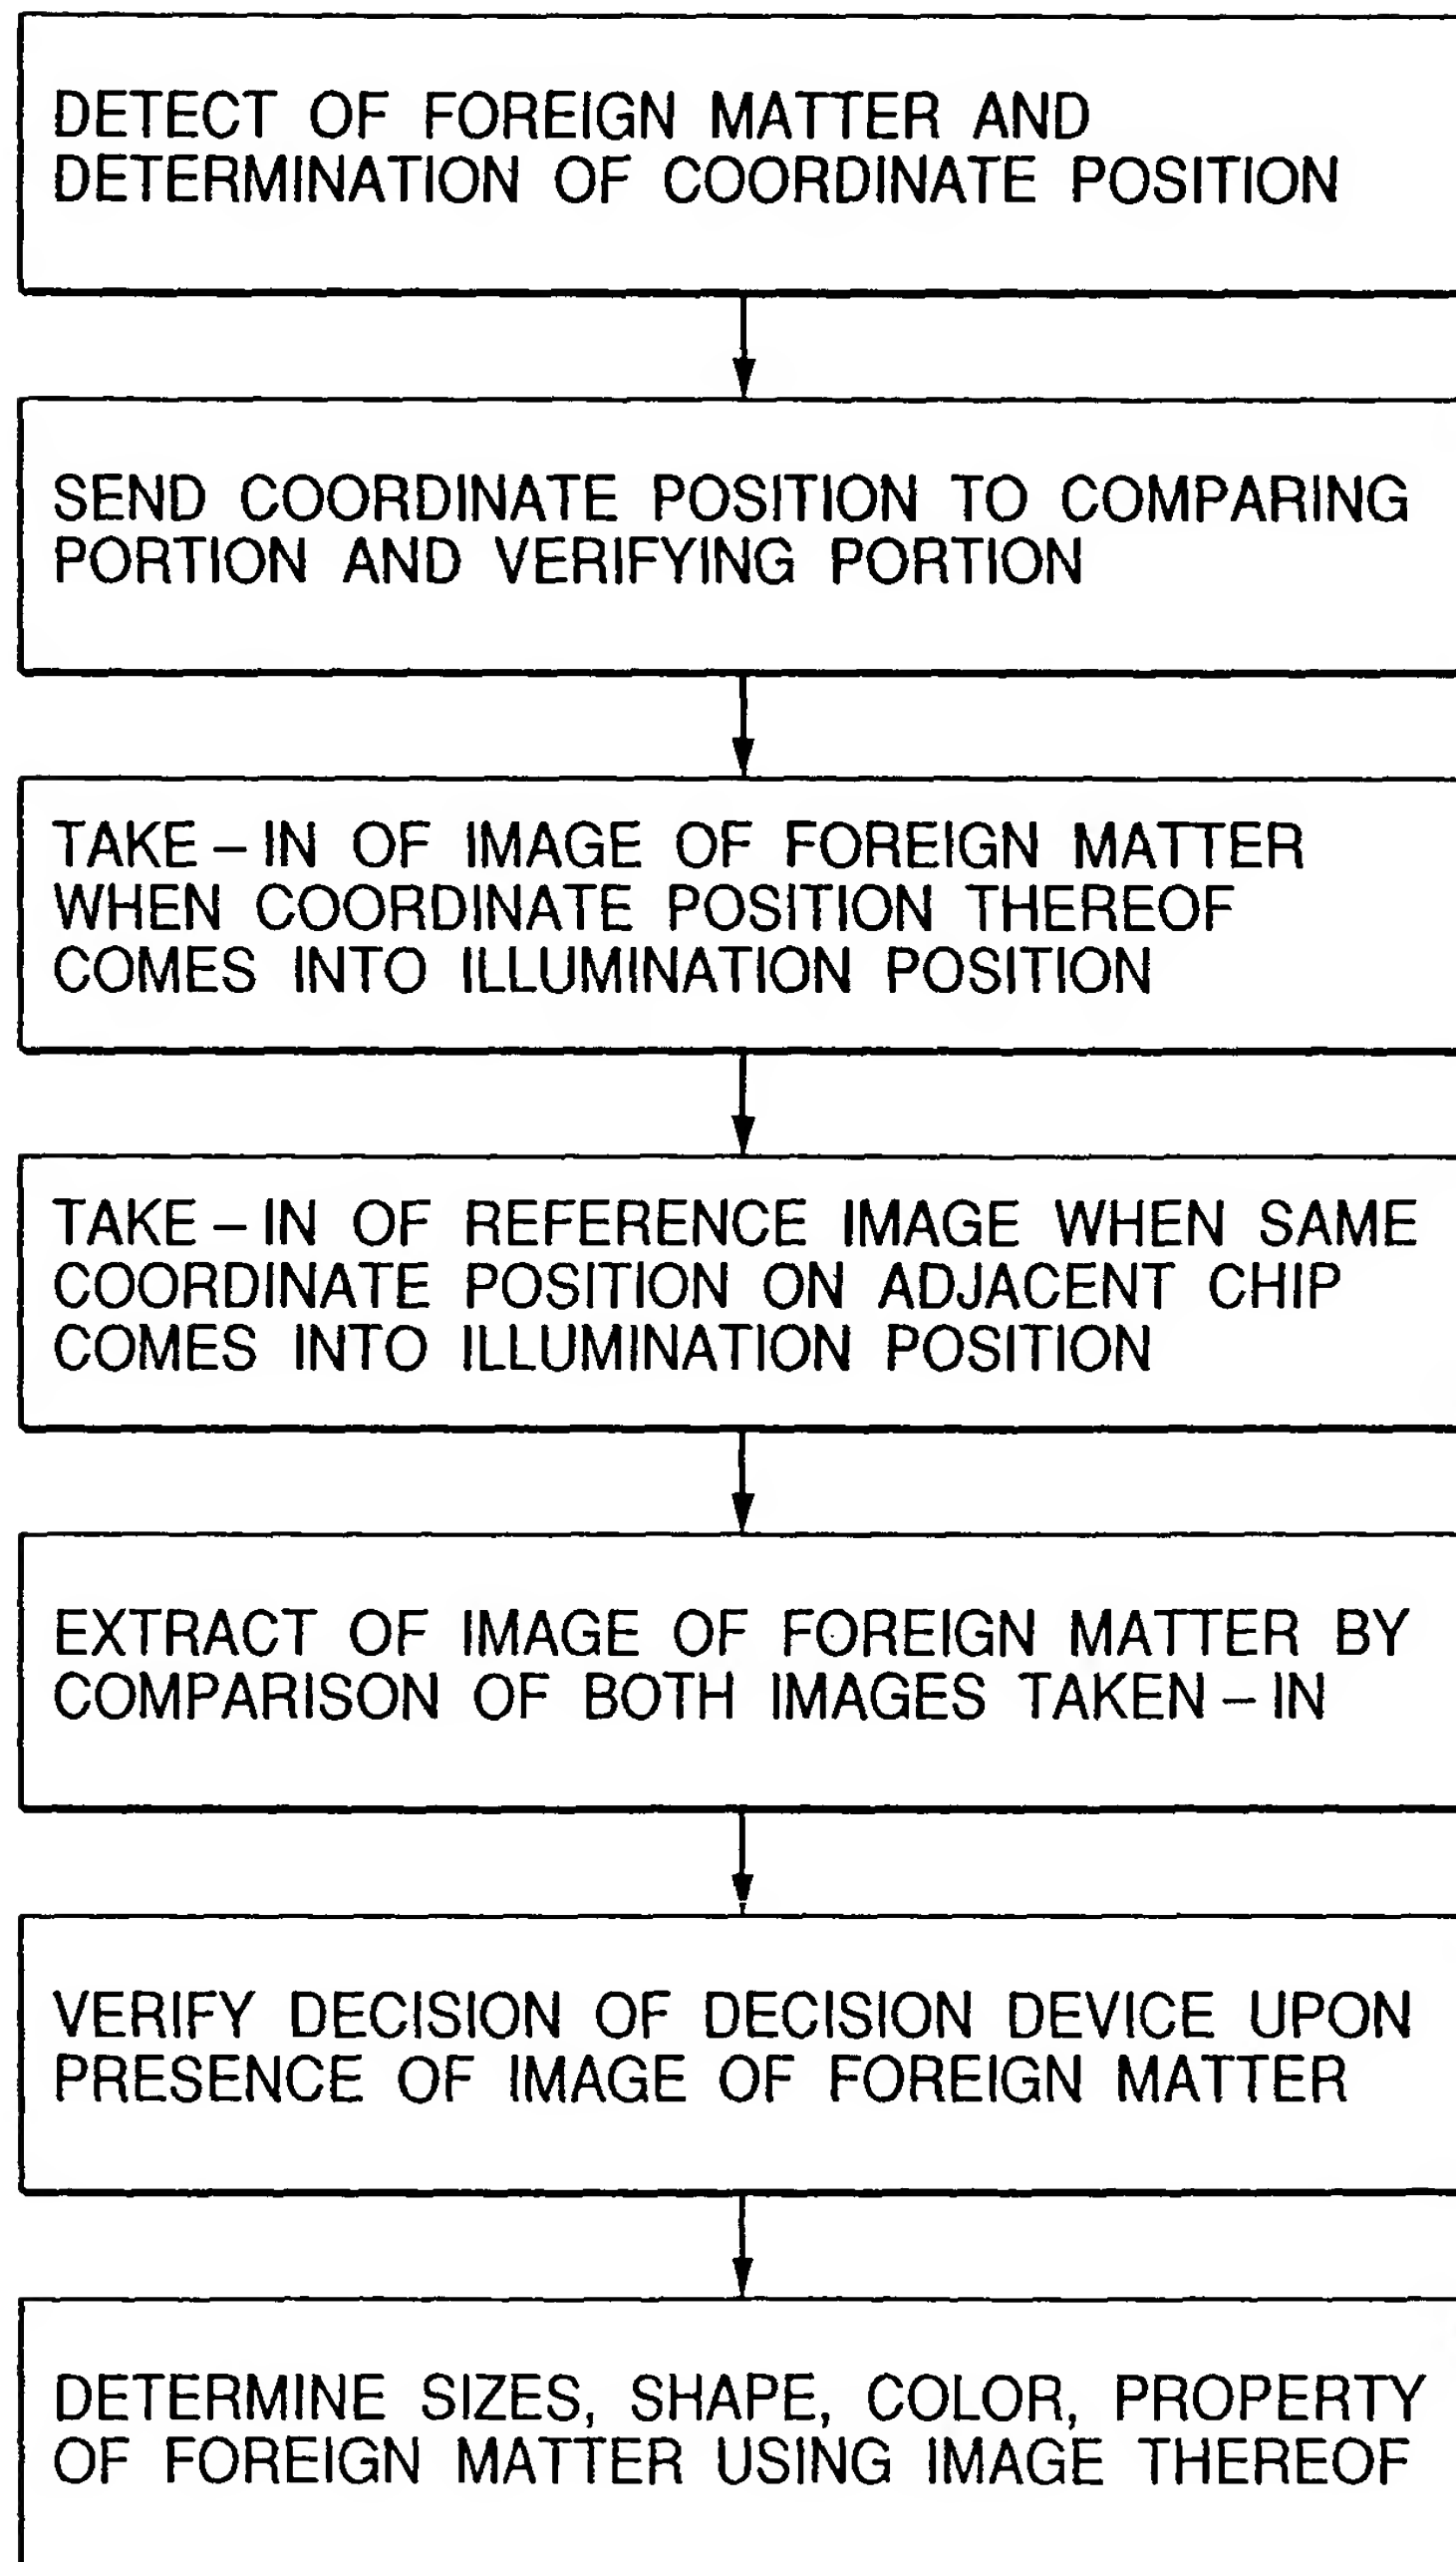 DETECT OF FOREIGN MATTER AND
DETERMINATION OF COORDINATE POSITION
SEND COORDINATE POSITION TO COMPARING
PORTION AND VERIFYING PORTION
TAKE – IN OF IMAGE OF FOREIGN MATTER
WHEN COORDINATE POSITION THEREOF
COMES INTO ILLUMINATION POSITION
TAKE – IN OF REFERENCE IMAGE WHEN SAME
COORDINATE POSITION ON ADJACENT CHIP
COMES INTO ILLUMINATION POSITION
EXTRACT OF IMAGE OF FOREIGN MATTER BY
COMPARISON OF BOTH IMAGES TAKEN – IN
VERIFY DECISION OF DECISION DEVICE UPON
PRESENCE OF IMAGE OF FOREIGN MATTER
DETERMINE SIZES, SHAPE, COLOR, PROPERTY
OF FOREIGN MATTER USING IMAGE THEREOF